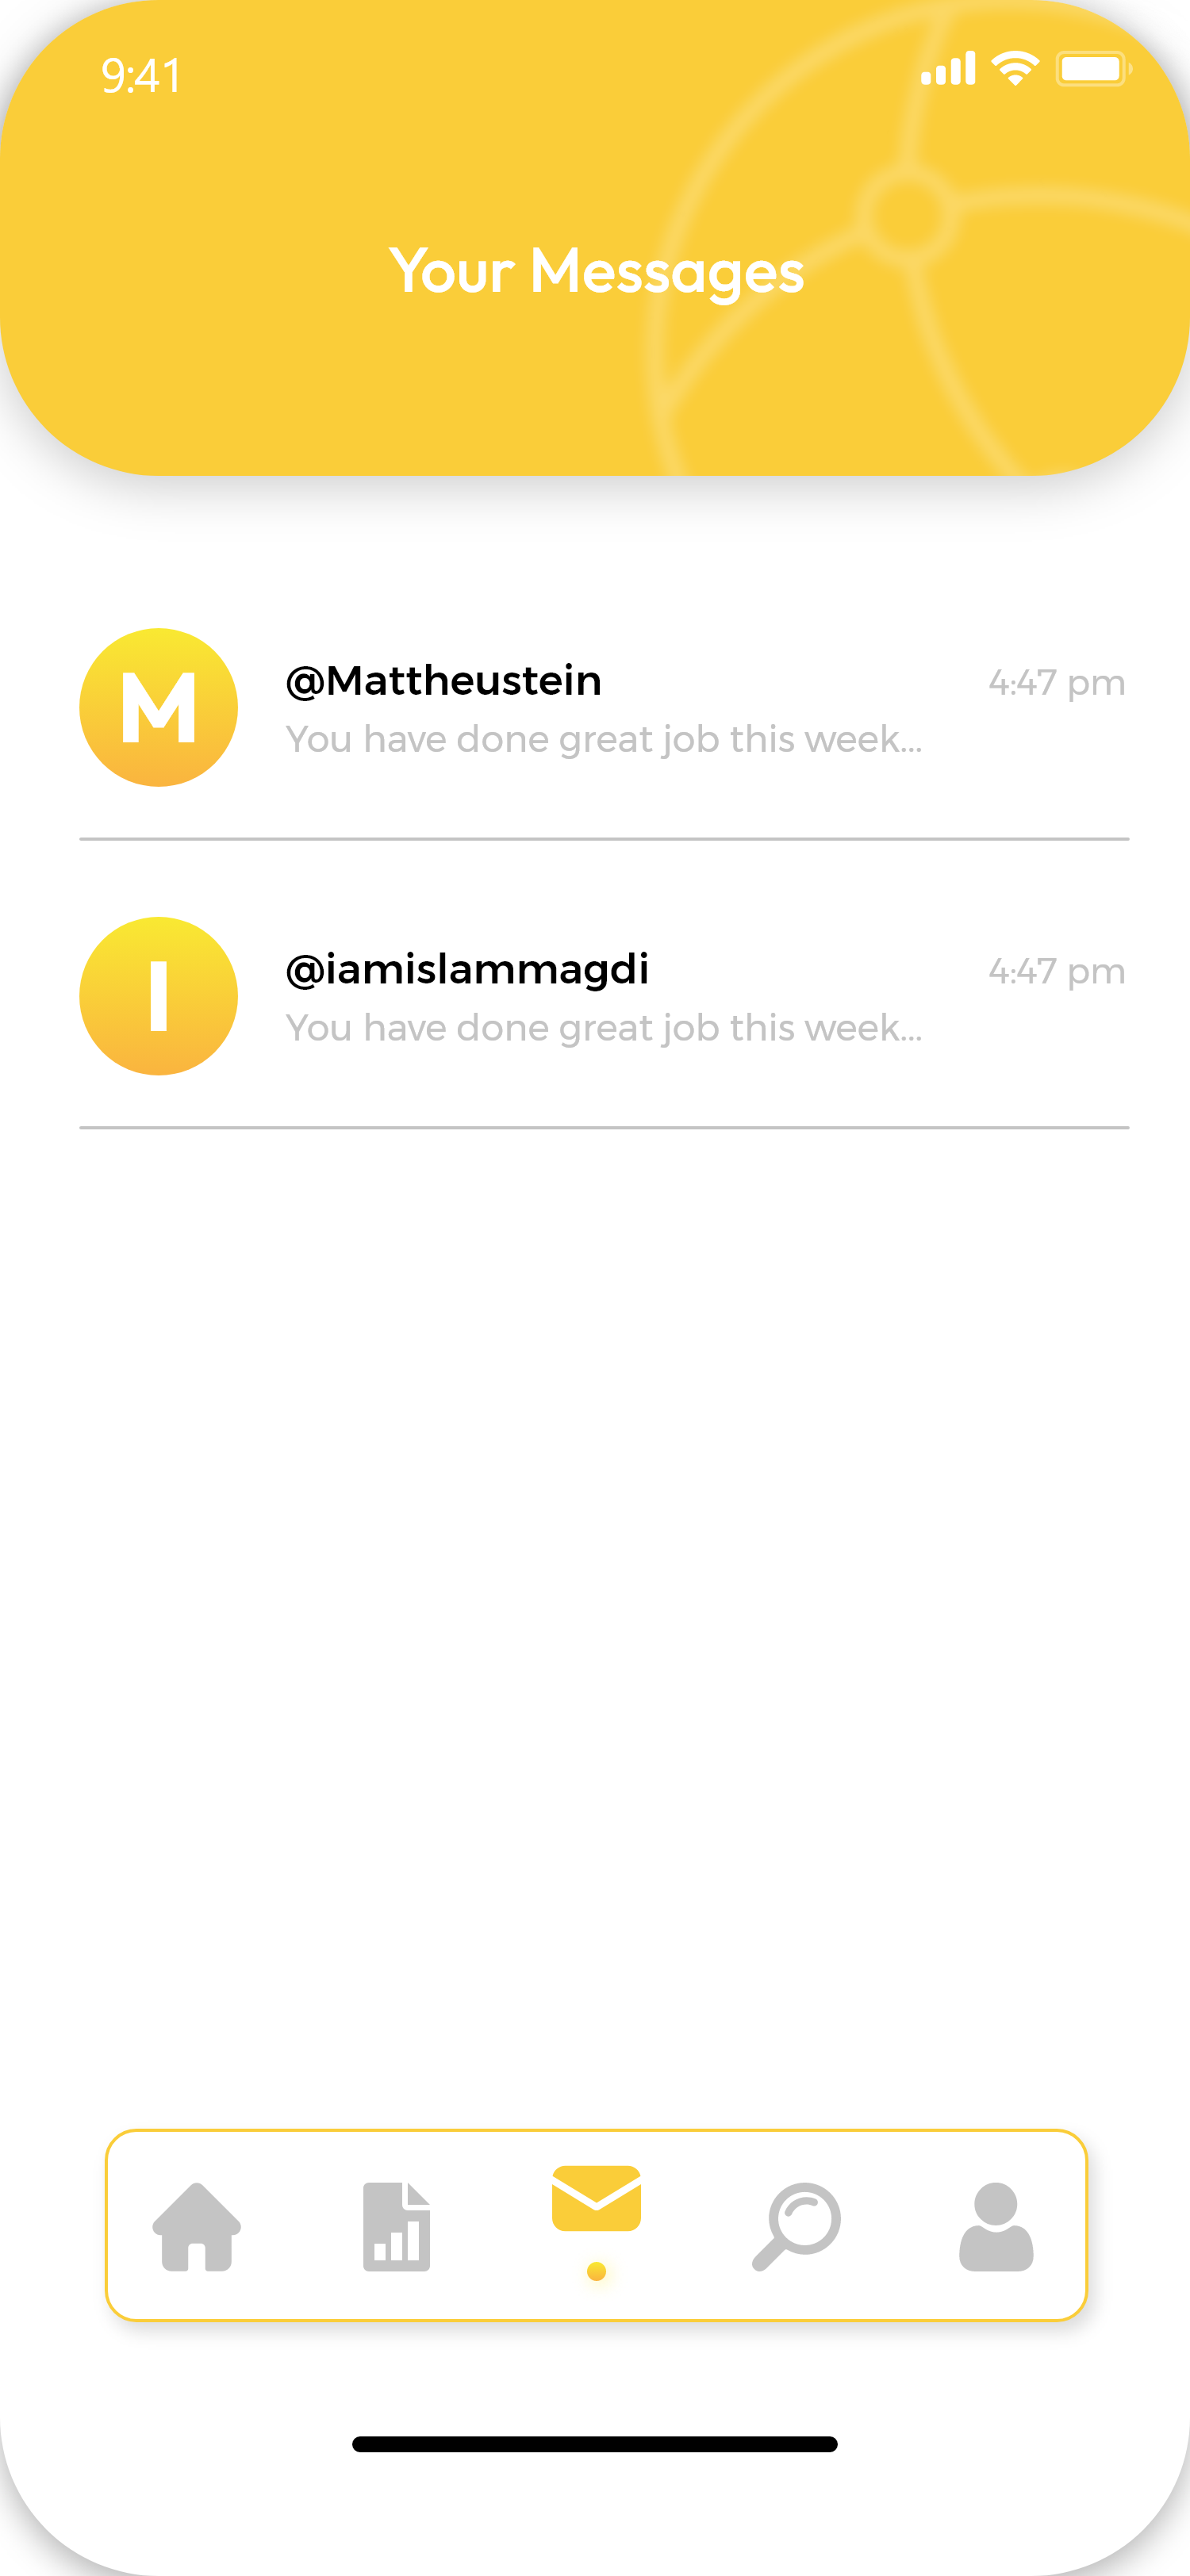 9:41
Your Messages
M
@Mattheustein
4:47 pm
You have done great job this week...
I
@iamislammagdi
4:47 pm
You have done great job this week...